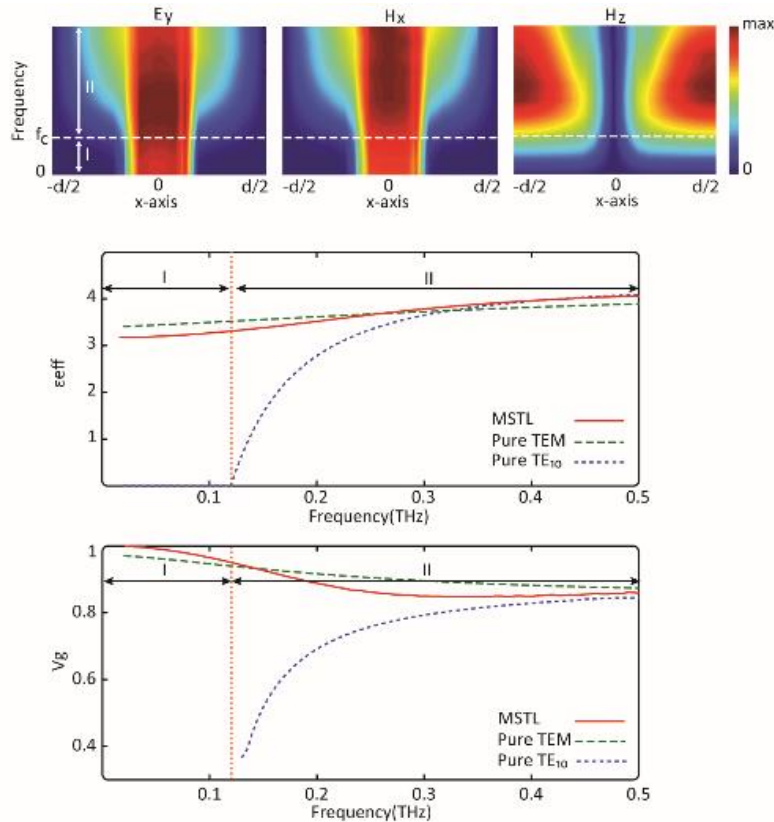 Ey Hx Hz
max
Frequency
II
fc
I
0
0
-d/2 0 d/2 -d/2 0 d/2 -d/2 0 d/2
x-axis x-axis x-axis
I II
4
3
εeff
2
1
MSTL
Pure TEM
Pure TE₁₀
0.1 0.2 0.3 0.4 0.5
Frequency(THz)
1
I II
0.8
Vg
0.6
0.4
MSTL
Pure TEM
Pure TE₁₀
0.1 0.2 0.3 0.4 0.5
Frequency(THz)